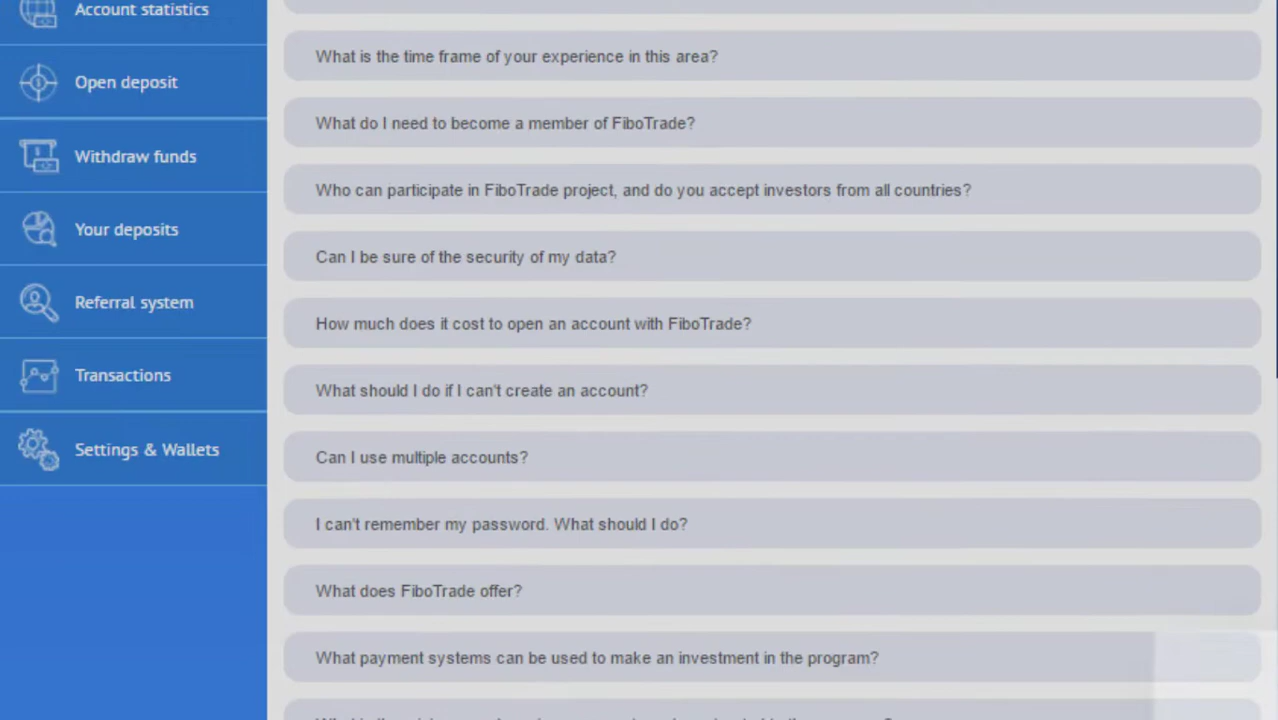 Account statistics
Open deposit
Withdraw funds
Your deposits
Referral system
Transactions
Settings & Wallets
What is the time frame of your experience in this area?
What do I need to become a member of FiboTrade?
Who can participate in FiboTrade project, and do you accept investors from all countries?
Can I be sure of the security of my data?
How much does it cost to open an account with FiboTrade?
What should I do if I can't create an account?
Can I use multiple accounts?
I can't remember my password. What should I do?
What does FiboTrade offer?
What payment systems can be used to make an investment in the program?